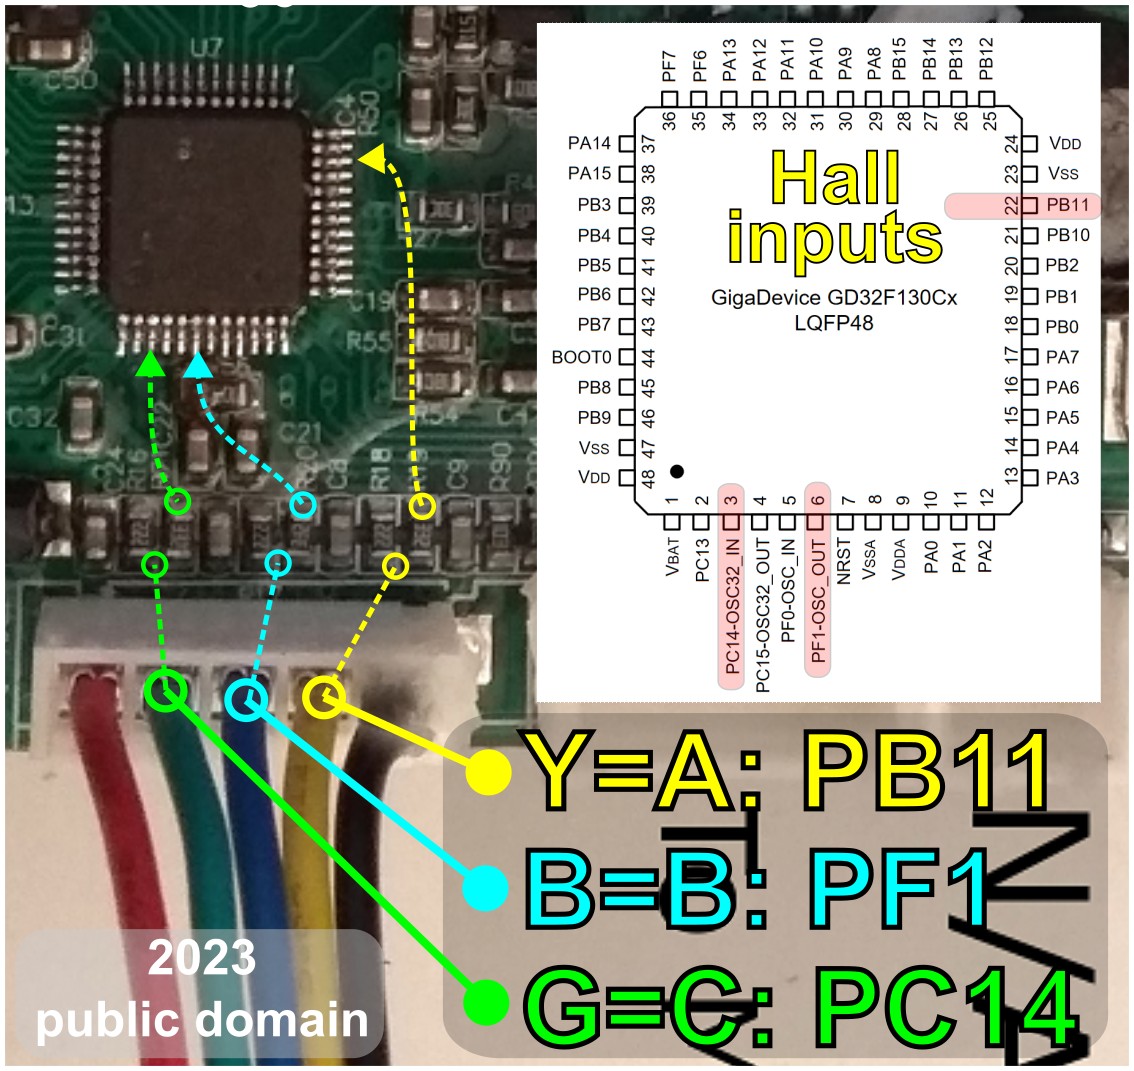 U7
C50
C4
R50
C19
R55
C31
C32
R54
C22
C21
C24
R16
R20
C8
R18
R19
C9
R90
222
222
Hall
inputs
GigaDevice GD32F130Cx
LQFP48
PF7
PF6
PA13
PA12
PA11
PA10
PA9
PA8
PB15
PB14
PB13
PB12
36
35
34
33
32
31
30
29
28
27
26
25
PA14 37
PA15 38
PB3 39
PB4 40
PB5 41
PB6 42
PB7 43
BOOT0 44
PB8 45
PB9 46
VSS 47
VDD 48
24 VDD
23 VSS
22 PB11
21 PB10
20 PB2
19 PB1
18 PB0
17 PA7
16 PA6
15 PA5
14 PA4
13 PA3
1
2
3
4
5
6
7
8
9
10
11
12
VBAT
PC13
PC14-OSC32_IN
PC15-OSC32_OUT
PF0-OSC_IN
PF1-OSC_OUT
NRST
VSSA
VDDA
PA0
PA1
PA2
Y=A: PB11
B=B: PF1
G=C: PC14
2023
public domain